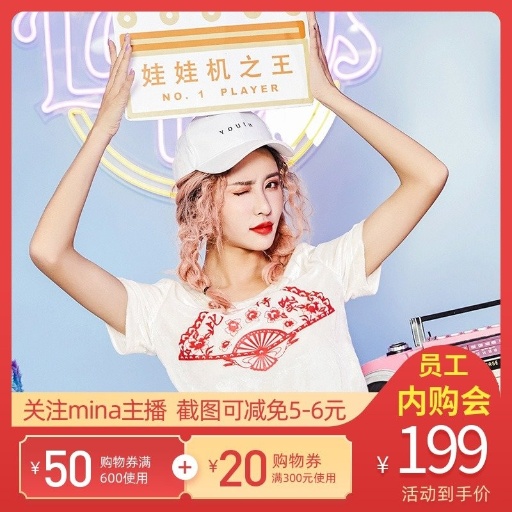 娃娃机之王
NO. 1 PLAYER
YOUTH
关注mina主播 截图可减免5-6元
¥50 购物券满
600使用
+
¥20 购物券
满300元使用
员工
内购会
¥199
活动到手价